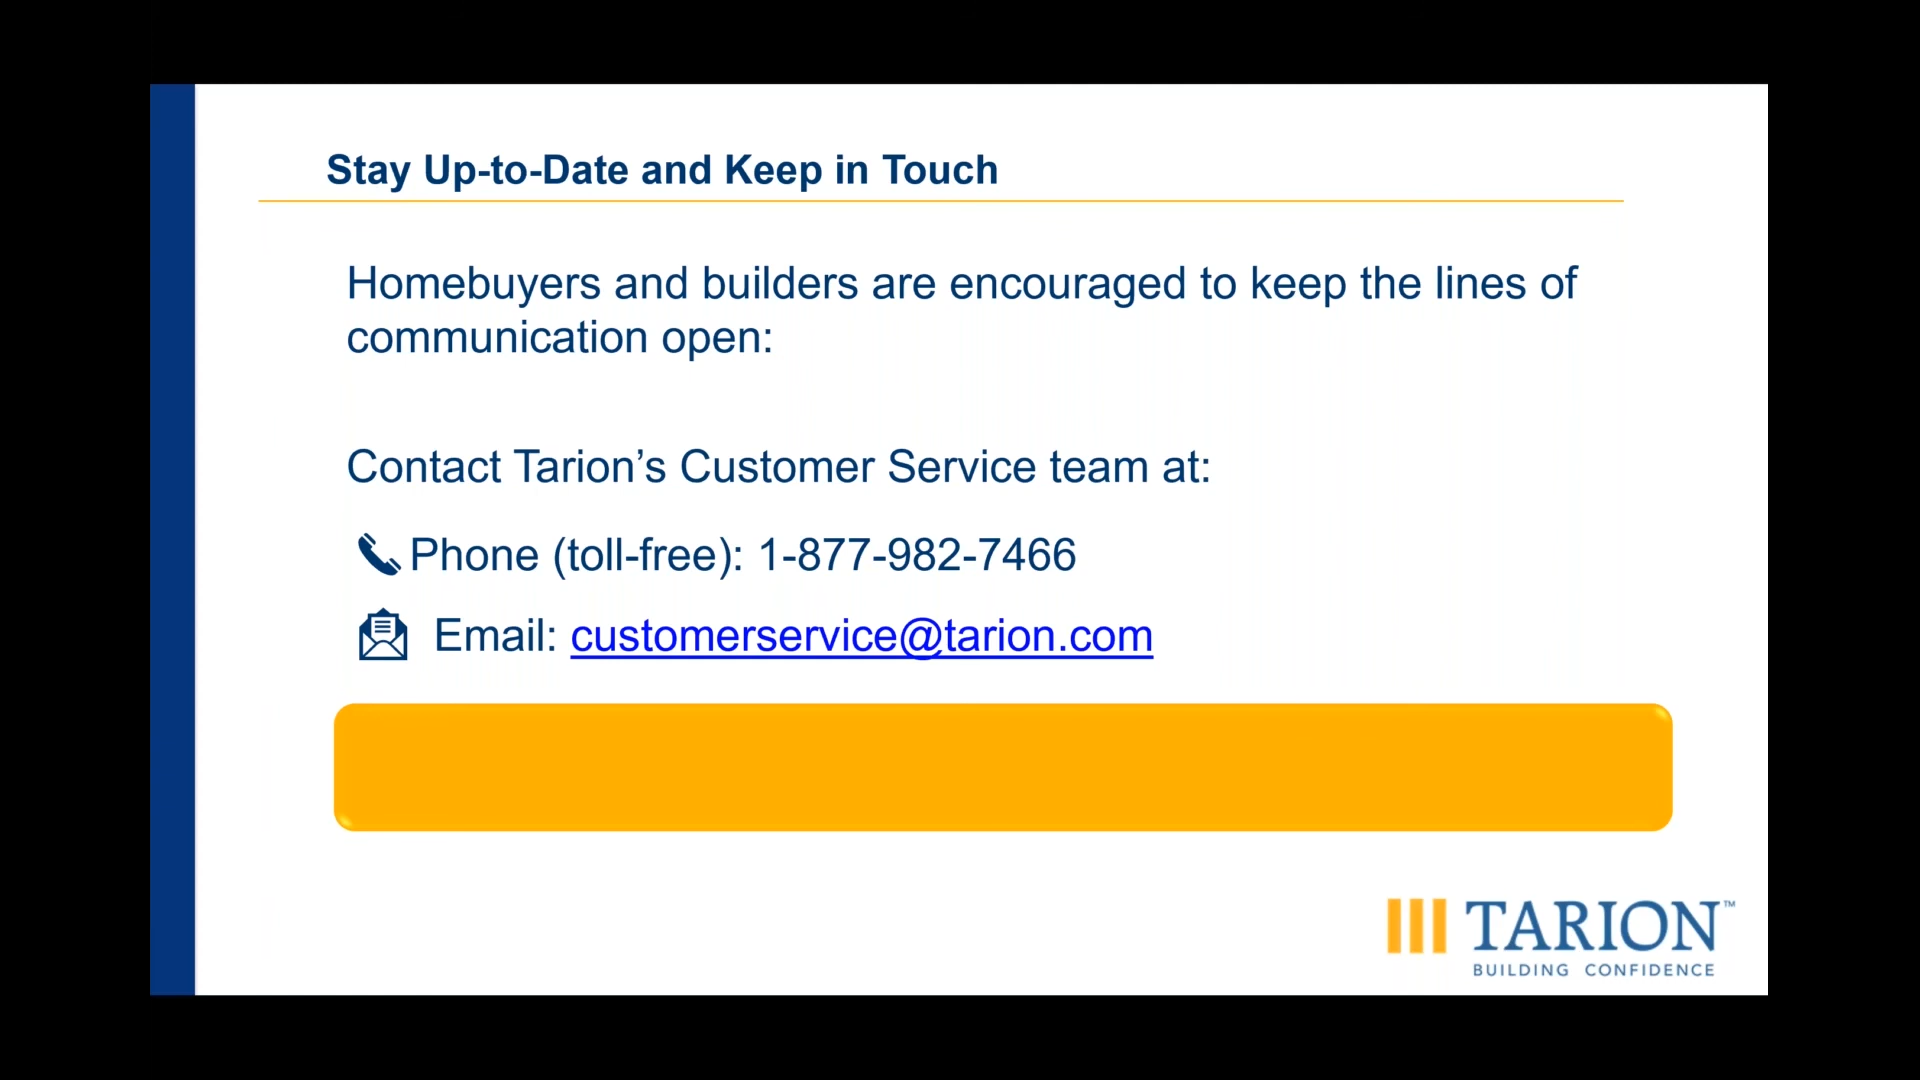 Stay Up-to-Date and Keep in Touch
Homebuyers and builders are encouraged to keep the lines of
communication open:
Contact Tarion’s Customer Service team at:
Phone (toll-free): 1-877-982-7466
Email: customerservice@tarion.com
TARION™
BUILDING CONFIDENCE